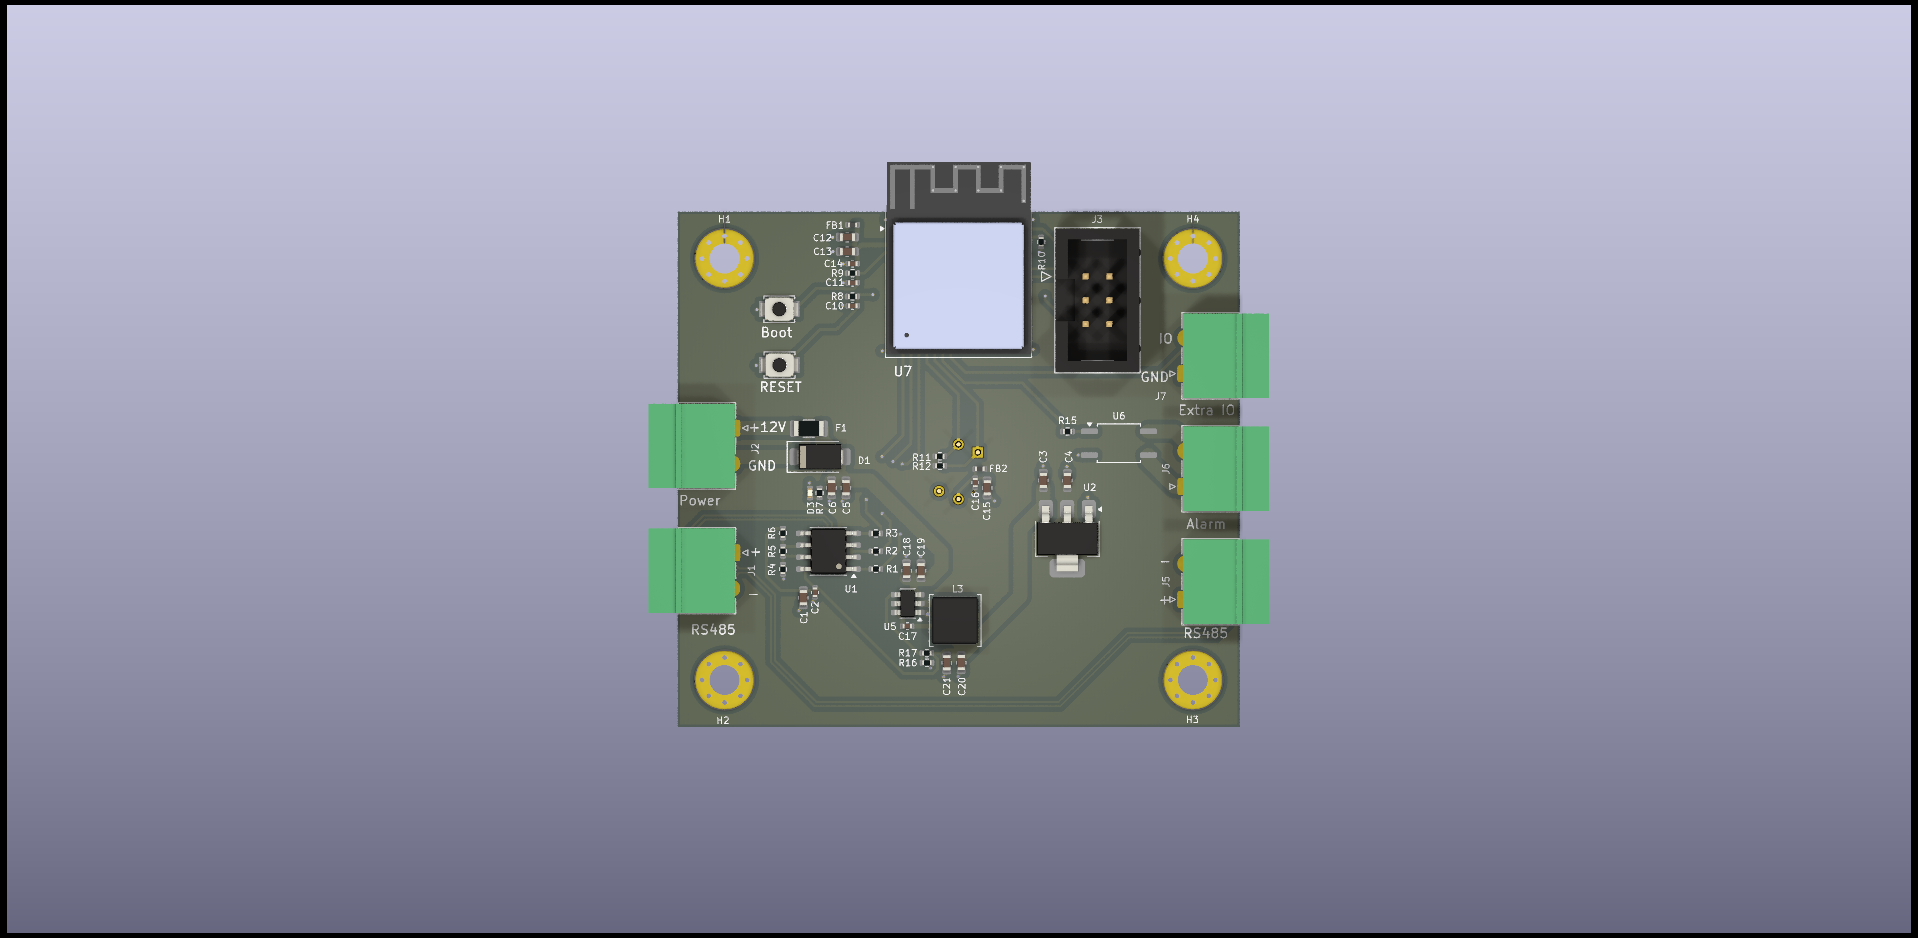 H1
J3
H4
FB1
C12
C13
C14
R9
C11
R8
C10
R10
Boot
IO
RESET
U7
GND
J7
Extra IO
+12V
F1
J2
GND
D1
Power
R15
U6
R11
R12
FB2
C3
C4
J6
U2
Alarm
D3
R7
C6
C5
C16
C15
R6
R5
R4
R3
R2
R1
C18
C19
+
J1
−
RS485
U1
C1
C2
L3
U5
C17
−
J5
+
RS485
R17
R16
C21
C20
H2
H3